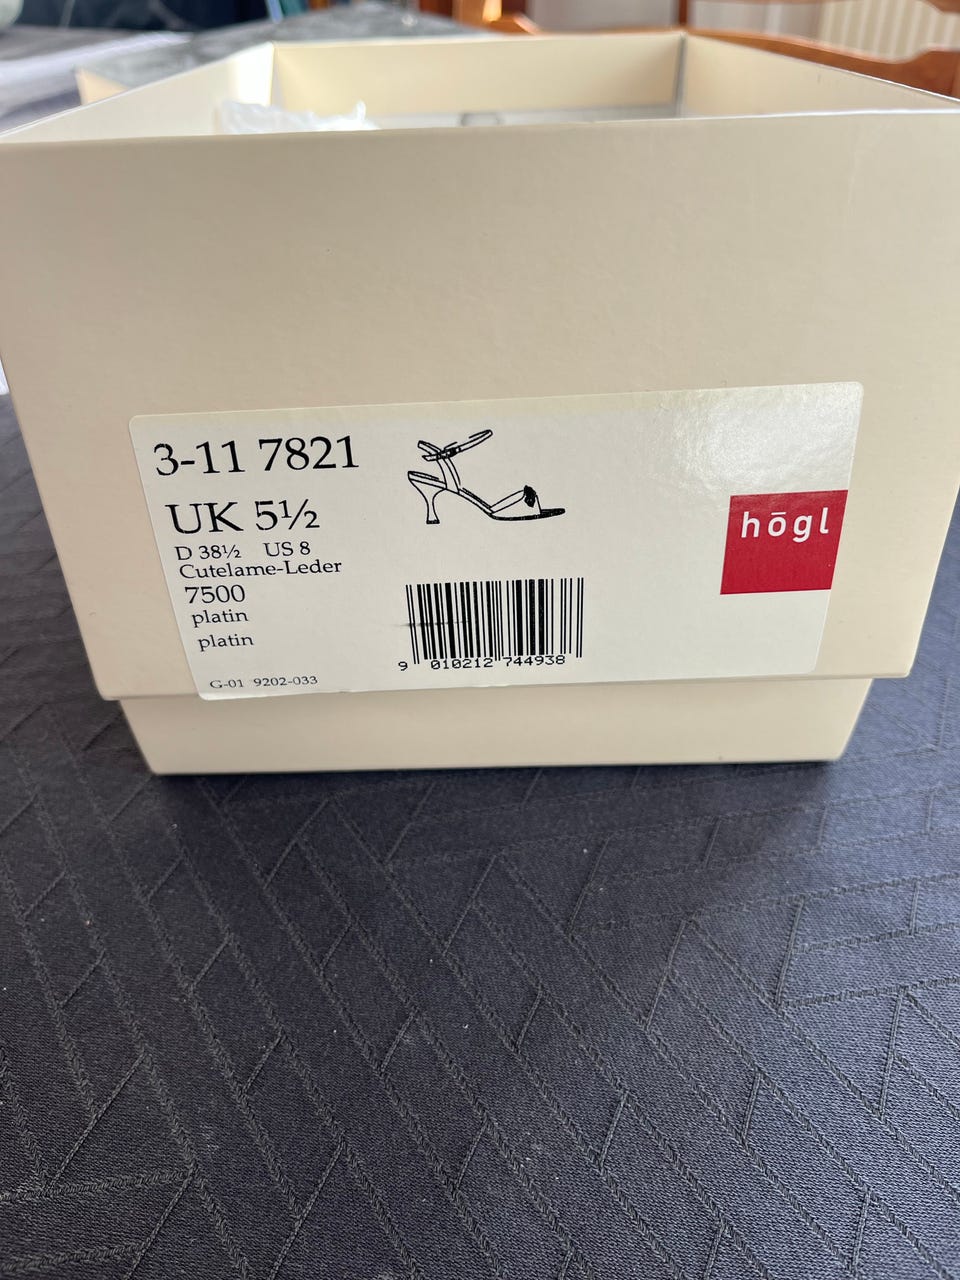 3-11 7821
UK 5½
D 38½ US 8
Cutelame-Leder
7500
platin
platin
G-01 9202-033
9 010212 744938
hōgl